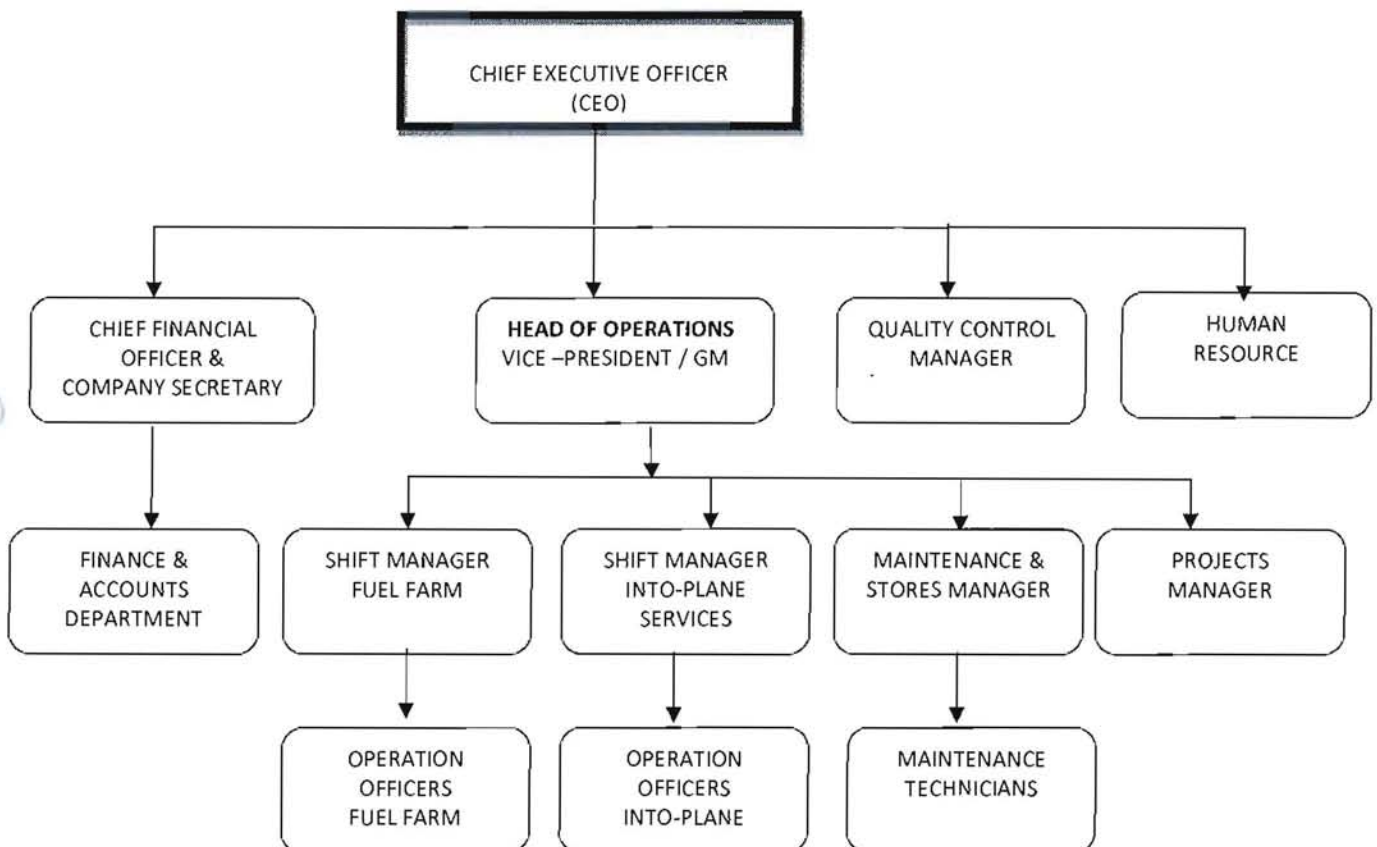 CHIEF EXECUTIVE OFFICER
(CEO)
CHIEF FINANCIAL
OFFICER &
COMPANY SECRETARY
HEAD OF OPERATIONS
VICE –PRESIDENT / GM
QUALITY CONTROL
MANAGER
HUMAN
RESOURCE
FINANCE &
ACCOUNTS
DEPARTMENT
SHIFT MANAGER
FUEL FARM
SHIFT MANAGER
INTO-PLANE
SERVICES
MAINTENANCE &
STORES MANAGER
PROJECTS
MANAGER
OPERATION
OFFICERS
FUEL FARM
OPERATION
OFFICERS
INTO-PLANE
MAINTENANCE
TECHNICIANS